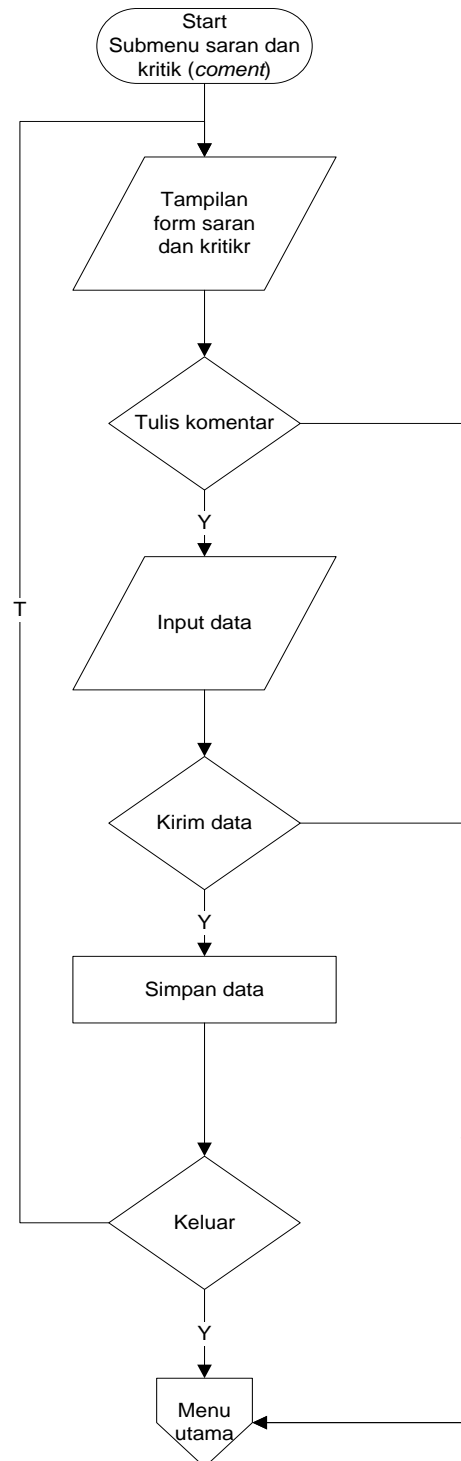 Start
Submenu saran dan
kritik (coment)
Tampilan
form saran
dan kritikr
Tulis komentar
Y
Input data
T
Kirim data
Y
Simpan data
Keluar
Y
Menu
utama